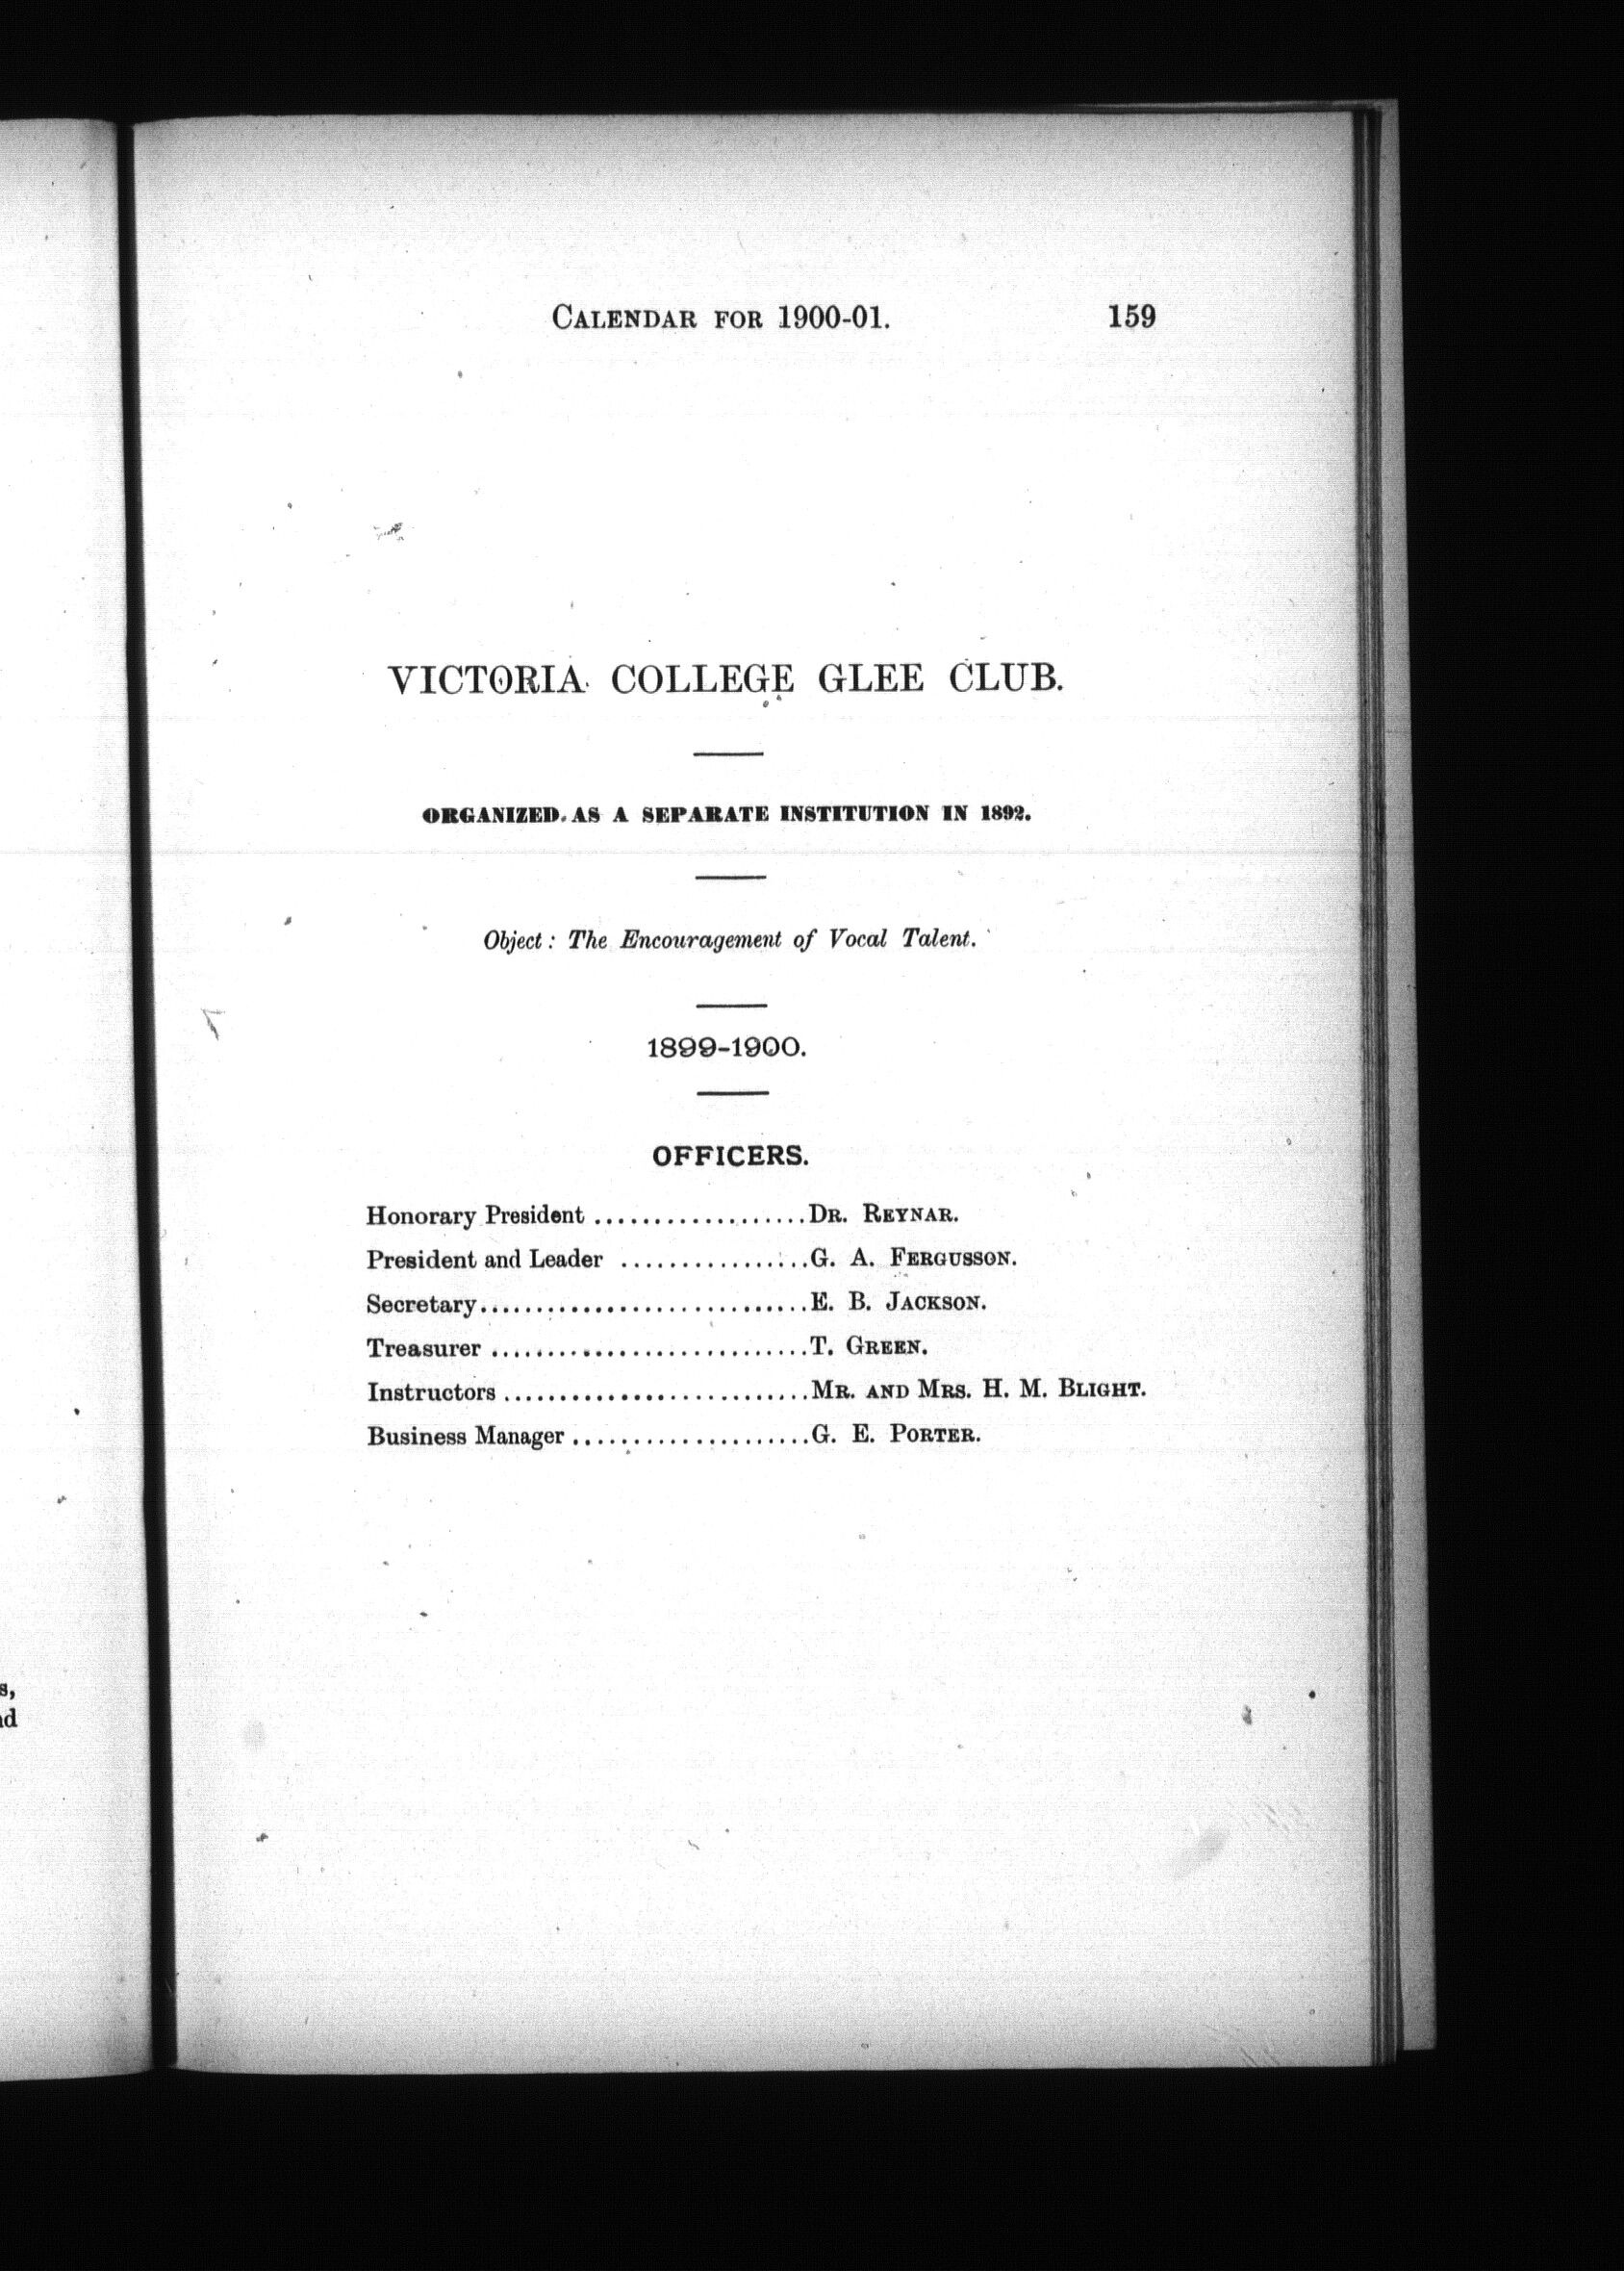 CALENDAR FOR 1900-01. 159
VICTORIA COLLEGE GLEE CLUB.
ORGANIZED AS A SEPARATE INSTITUTION IN 1892.
Object: The Encouragement of Vocal Talent.
1899-1900.
OFFICERS.
Honorary President ..................DR. REYNAR.
President and Leader ................G. A. FERGUSSON.
Secretary............................E. B. JACKSON.
Treasurer ...........................T. GREEN.
Instructors ..........................MR. AND MRS. H. M. BLIGHT.
Business Manager ....................G. E. PORTER.